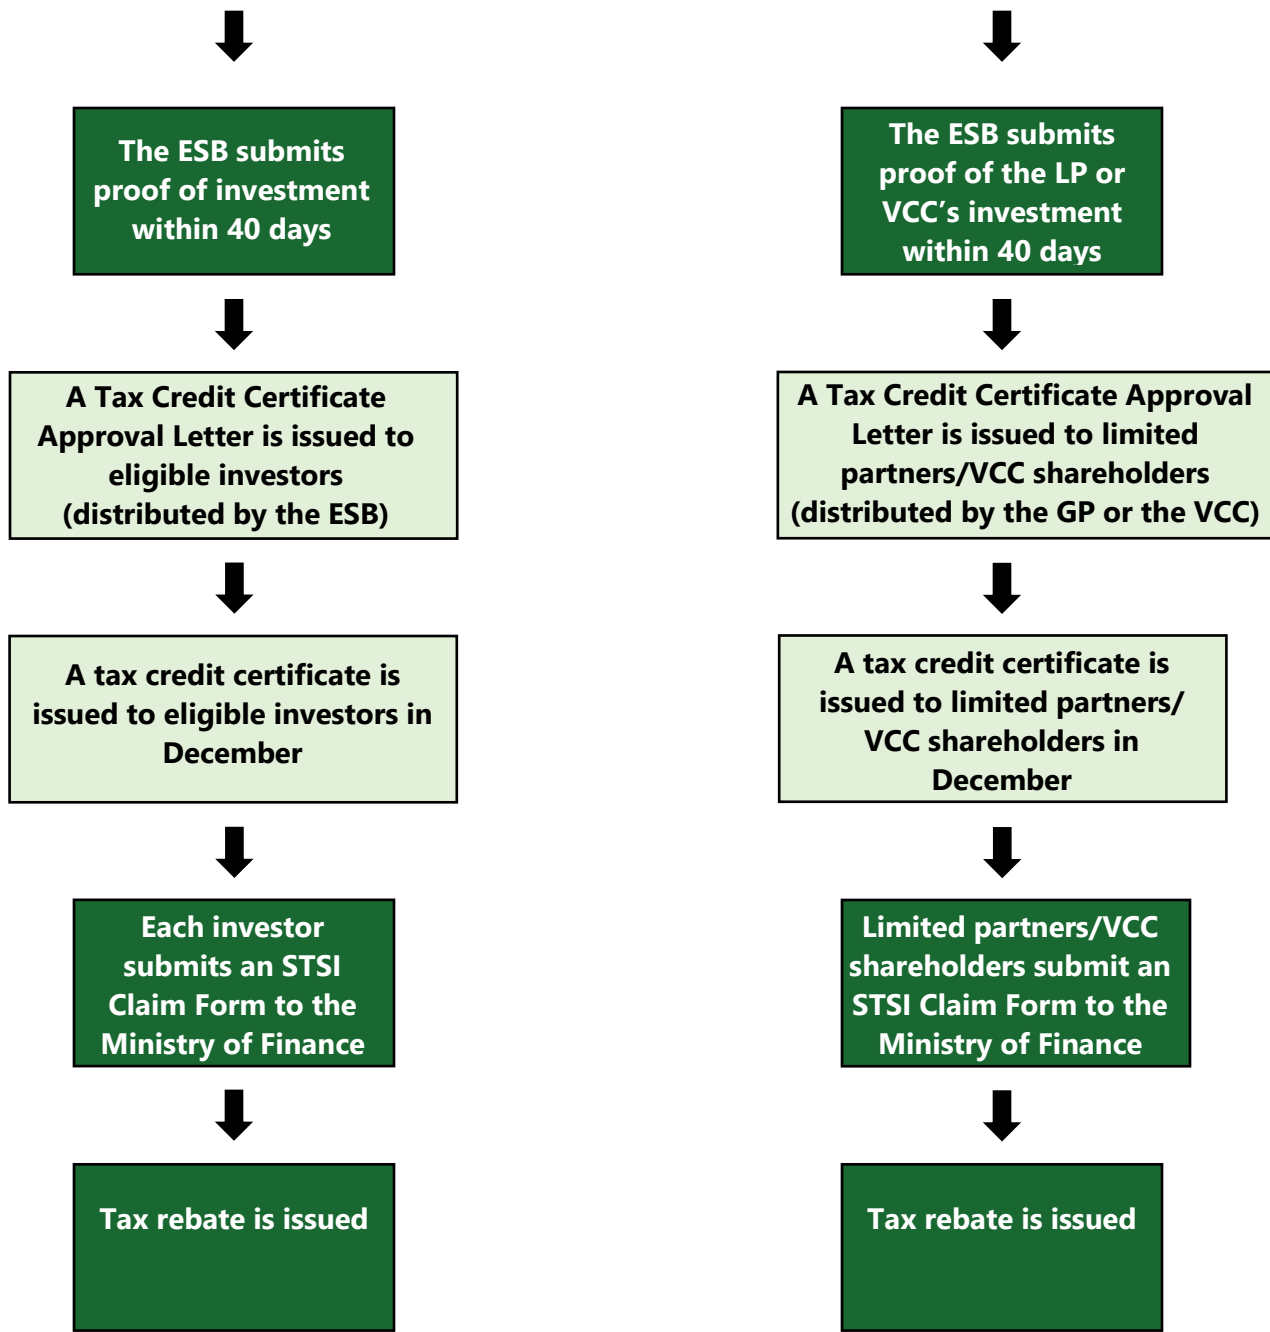 The ESB submits
proof of investment
within 40 days
A Tax Credit Certificate
Approval Letter is issued to
eligible investors
(distributed by the ESB)
A tax credit certificate is
issued to eligible investors in
December
Each investor
submits an STSI
Claim Form to the
Ministry of Finance
Tax rebate is issued
The ESB submits
proof of the LP or
VCC’s investment
within 40 days
A Tax Credit Certificate Approval
Letter is issued to limited
partners/VCC shareholders
(distributed by the GP or the VCC)
A tax credit certificate is
issued to limited partners/
VCC shareholders in
December
Limited partners/VCC
shareholders submit an
STSI Claim Form to the
Ministry of Finance
Tax rebate is issued